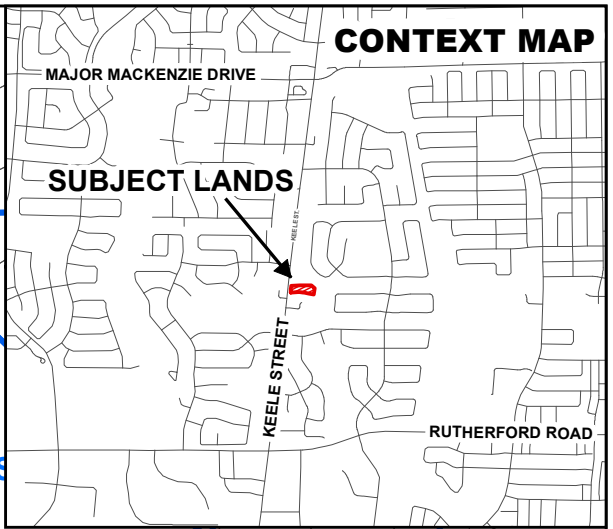 CONTEXT MAP
MAJOR MACKENZIE DRIVE
SUBJECT LANDS
KEELE ST.
KEELE STREET
RUTHERFORD ROAD